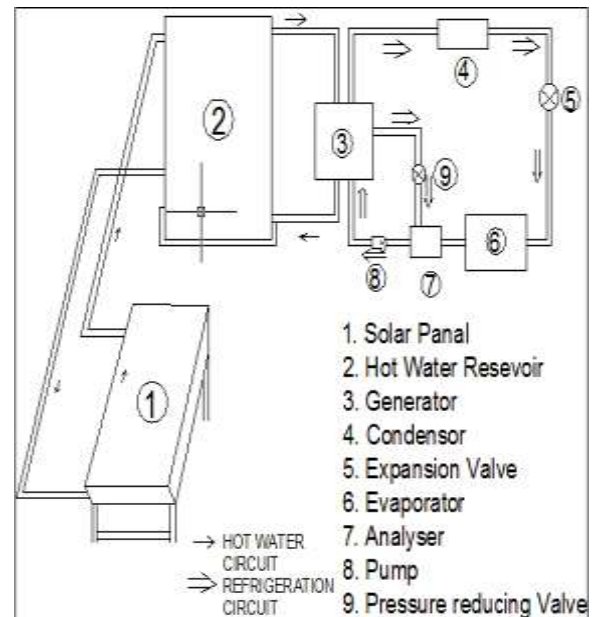 2
3
4
5
9
6
8
7
1
1. Solar Panal
2. Hot Water Resevoir
3. Generator
4. Condensor
5. Expansion Valve
6. Evaporator
7. Analyser
8. Pump
9. Pressure reducing Valve
HOT WATER
CIRCUIT
REFRIGERATION
CIRCUIT